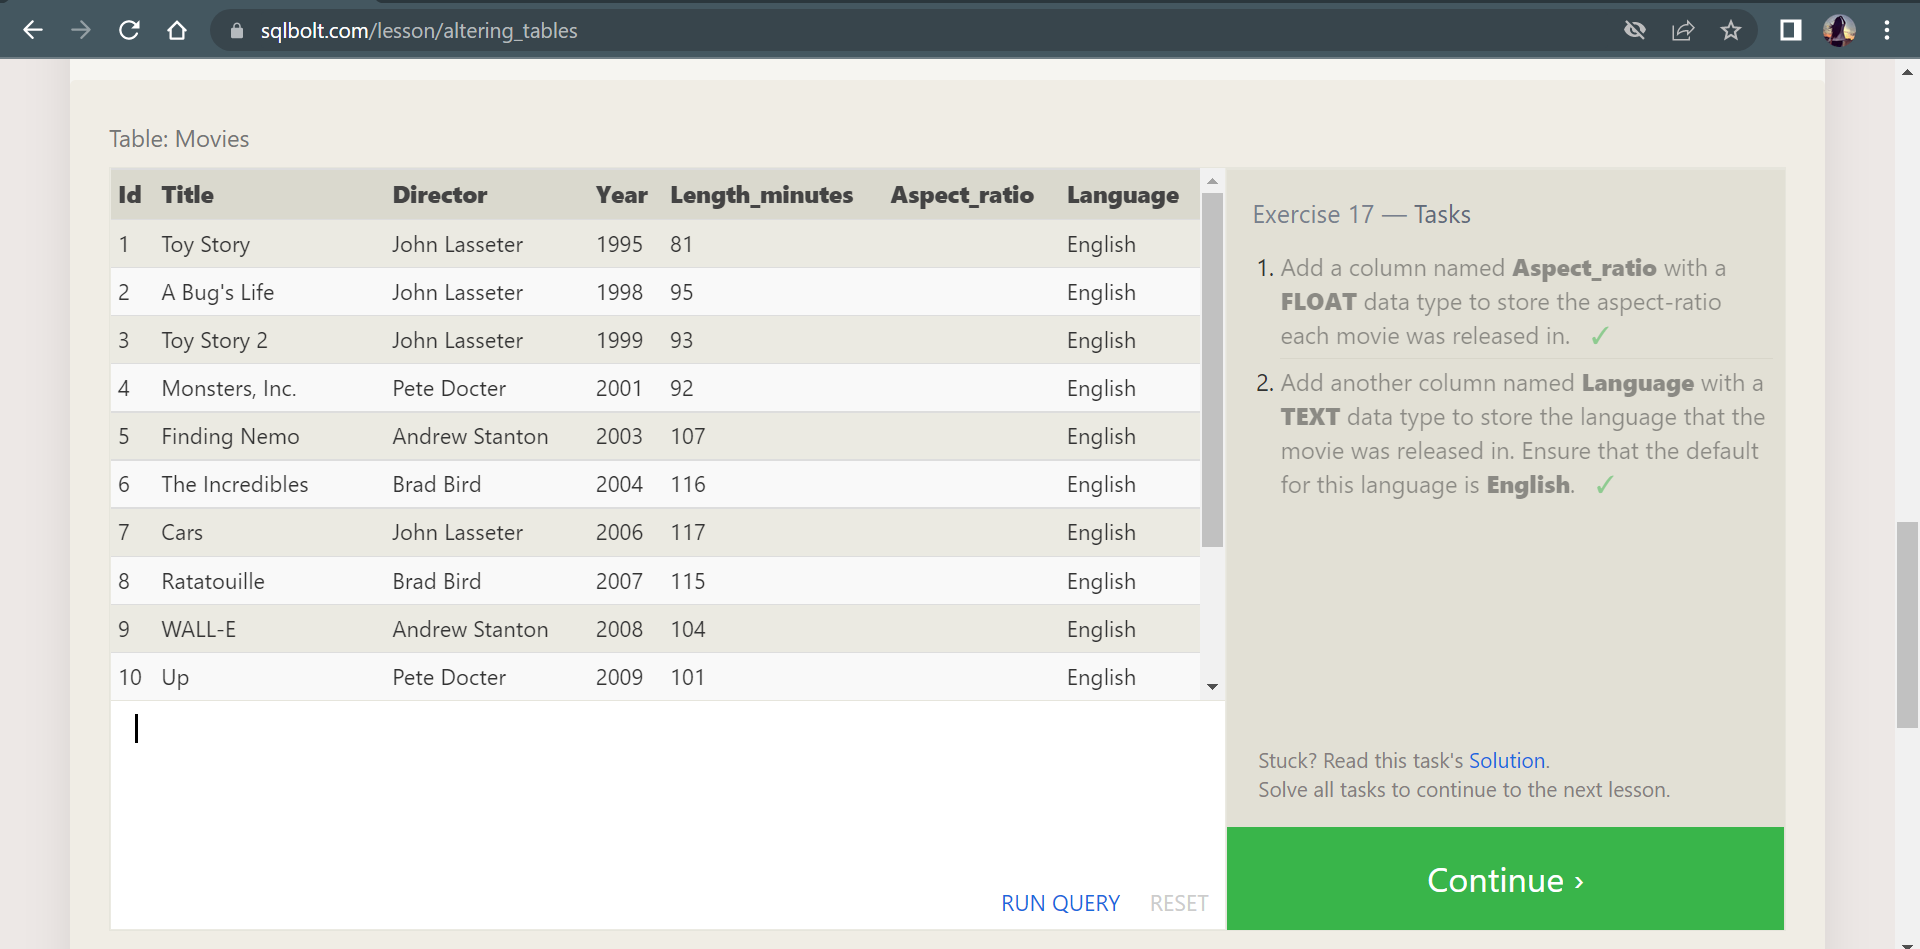 sqlbolt.com/lesson/altering_tables
Table: Movies
Id Title Director Year Length_minutes Aspect_ratio Language
1 Toy Story John Lasseter 1995 81 English
2 A Bug's Life John Lasseter 1998 95 English
3 Toy Story 2 John Lasseter 1999 93 English
4 Monsters, Inc. Pete Docter 2001 92 English
5 Finding Nemo Andrew Stanton 2003 107 English
6 The Incredibles Brad Bird 2004 116 English
7 Cars John Lasseter 2006 117 English
8 Ratatouille Brad Bird 2007 115 English
9 WALL-E Andrew Stanton 2008 104 English
10 Up Pete Docter 2009 101 English
RUN QUERY RESET
Exercise 17 — Tasks
1. Add a column named Aspect_ratio with a
FLOAT data type to store the aspect-ratio
each movie was released in. ✓
2. Add another column named Language with a
TEXT data type to store the language that the
movie was released in. Ensure that the default
for this language is English. ✓
Stuck? Read this task's Solution.
Solve all tasks to continue to the next lesson.
Continue ›